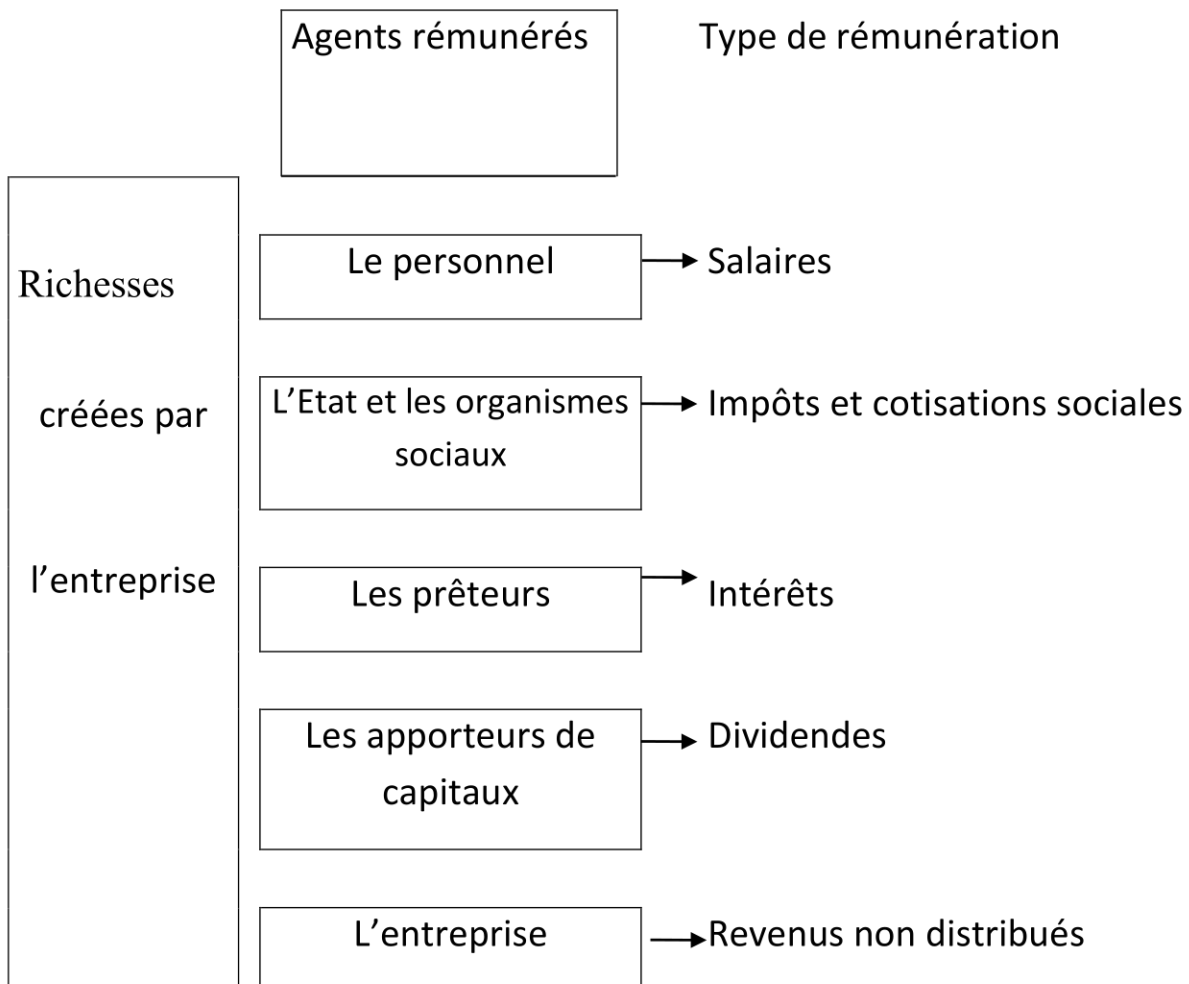 Agents rémunérés
Type de rémunération
Richesses
créées par
l’entreprise
Le personnel
Salaires
L’Etat et les organismes
sociaux
Impôts et cotisations sociales
Les prêteurs
Intérêts
Les apporteurs de
capitaux
Dividendes
L’entreprise
Revenus non distribués